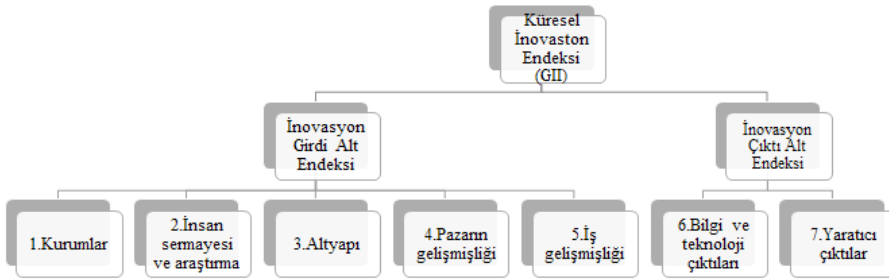 Küresel
İnovaston
Endeksi
(GII)
İnovasyon
Girdi Alt
Endeksi
İnovasyon
Çıktı Alt
Endeksi
1.Kurumlar
2.İnsan
sermayesi
ve araştırma
3.Altyapı
4.Pazarın
gelişmişliği
5.İş
gelişmişliği
6.Bilgi ve
teknoloji
çıktıları
7.Yaratıcı
çıktılar